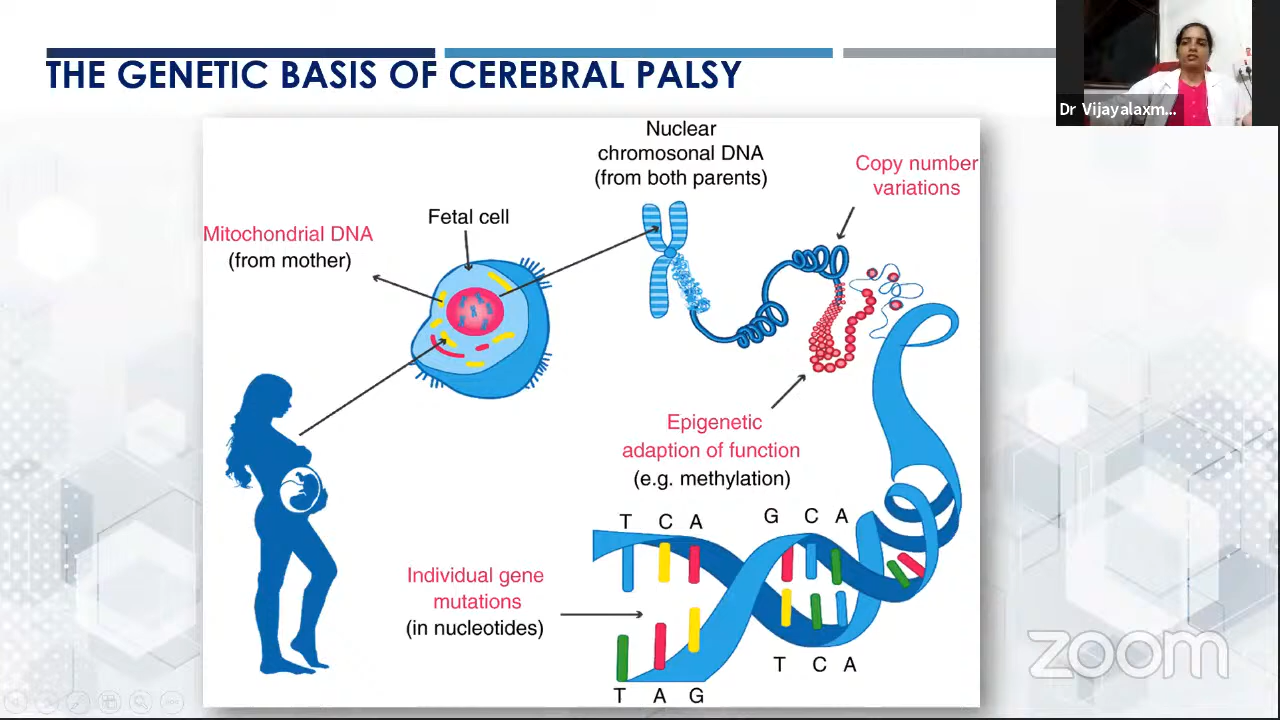 THE GENETIC BASIS OF CEREBRAL PALSY
Dr Vijayalaxm...
Nuclear
chromosonal DNA
(from both parents)
Copy number
variations
Fetal cell
Mitochondrial DNA
(from mother)
Epigenetic
adaption of function
(e.g. methylation)
T C A
G C A
Individual gene
mutations
(in nucleotides)
T C A
T A G
zoom